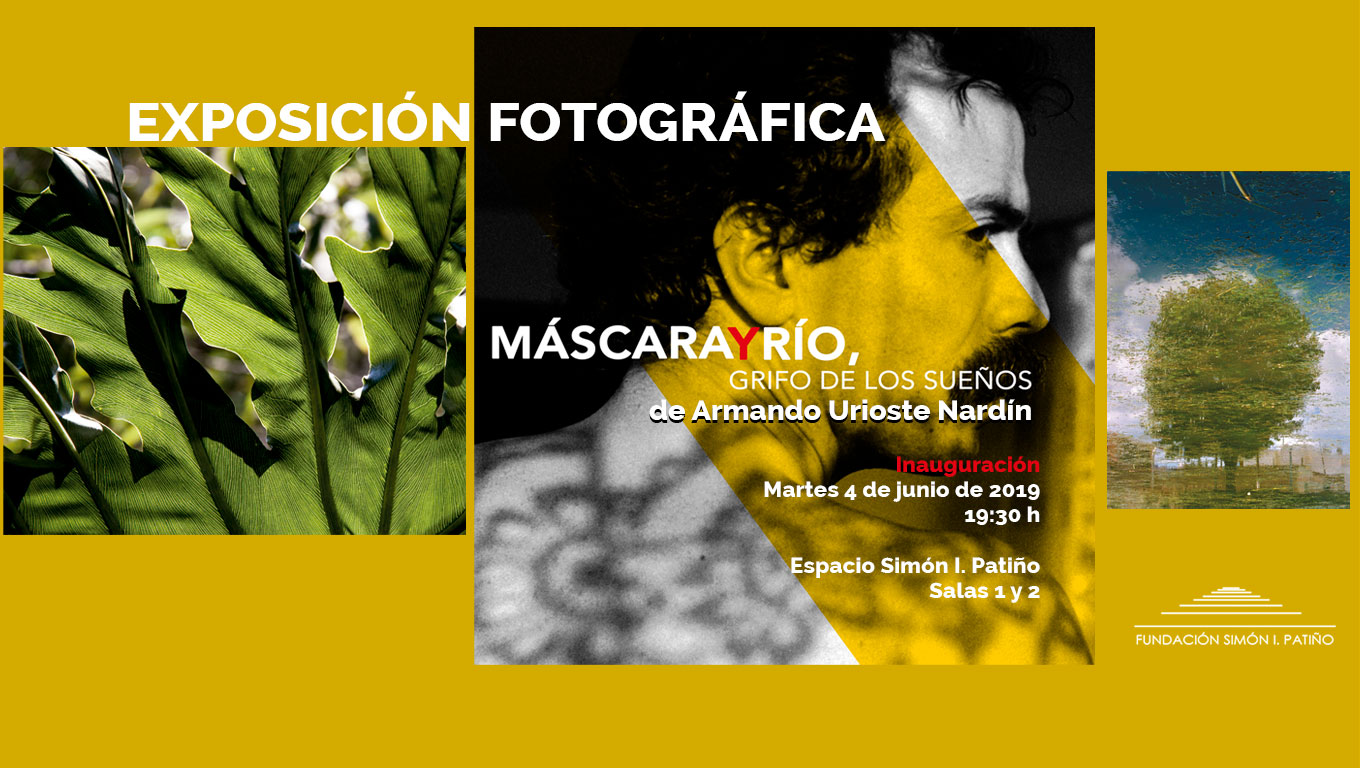 EXPOSICIÓN FOTOGRÁFICA
MÁSCARAYRÍO,
GRIFO DE LOS SUEÑOS
de Armando Urioste Nardín
Inauguración
Martes 4 de junio de 2019
19:30 h
Espacio Simón I. Patiño
Salas 1 y 2
FUNDACIÓN SIMÓN I. PATIÑO